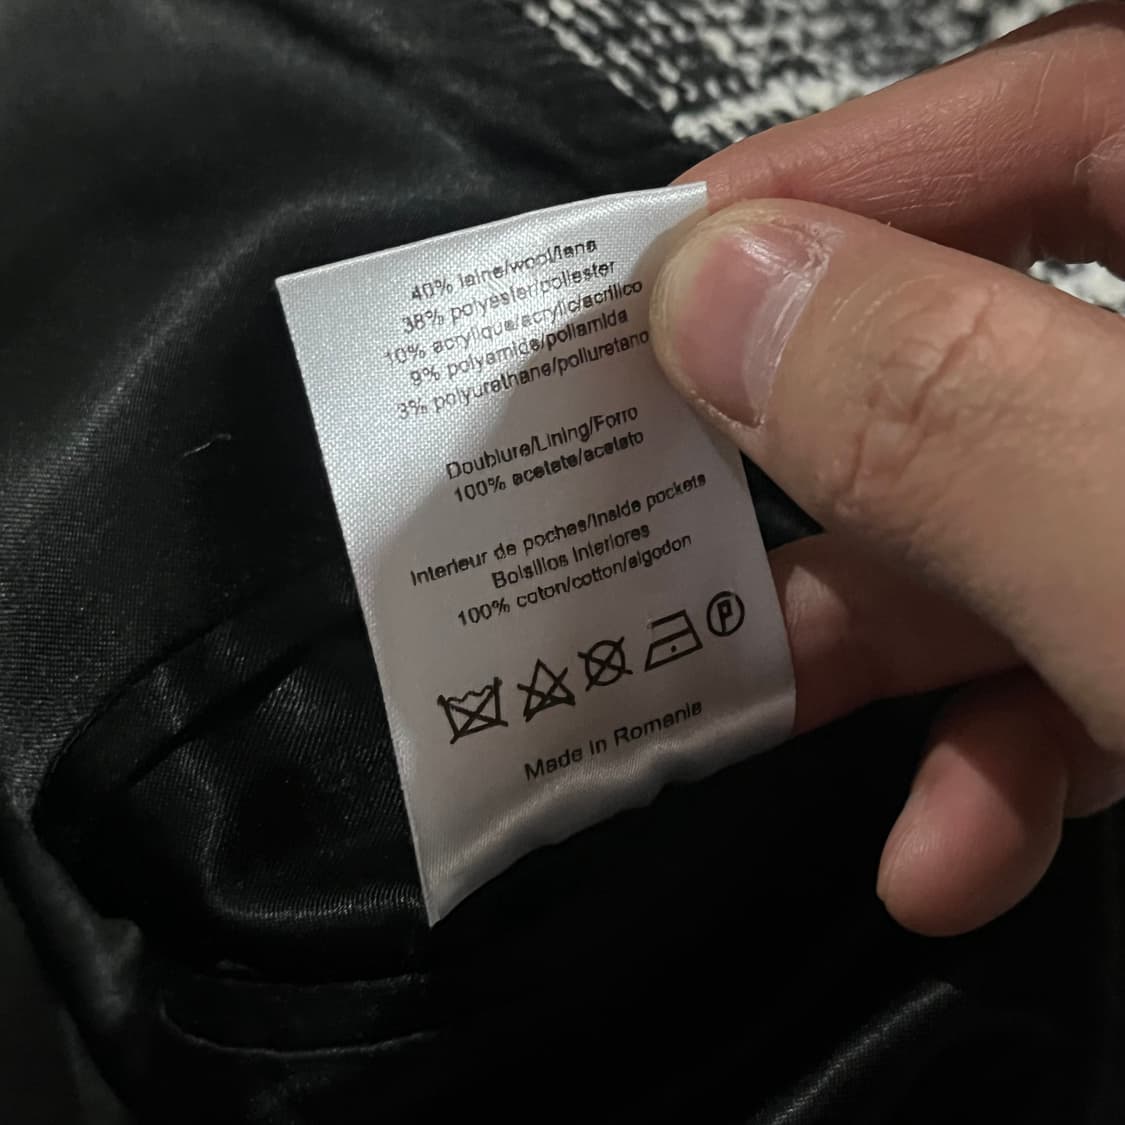 40% laine/wool/lana
38% polyester/poliester
10% acrylique/acrylic/acrilico
9% polyamide/poliamida
3% polyurethane/poliuretano
Doublure/Lining/Forro
100% acetate/acetato
Interieur de poches/Inside pockets
Bolsillos Interiores
100% coton/cotton/algodon
P
Made in Romania